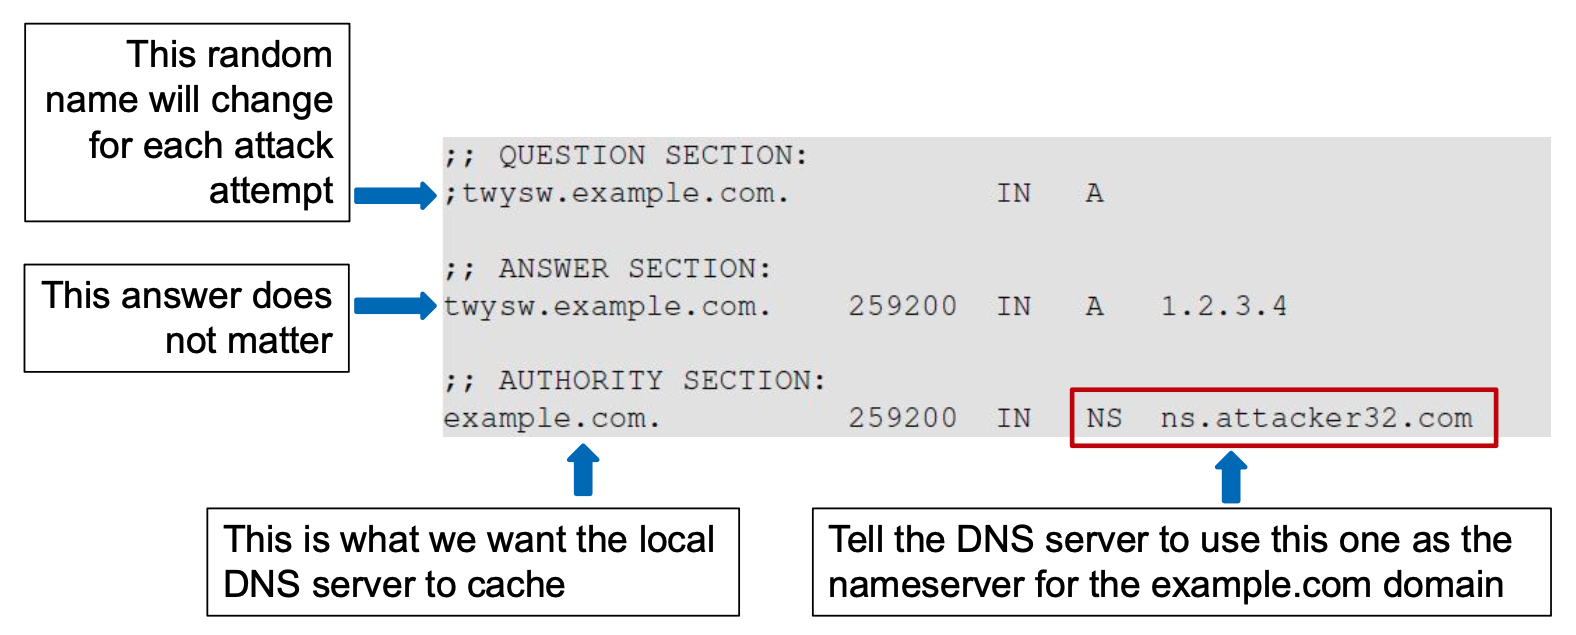 This random
name will change
for each attack
attempt
;; QUESTION SECTION:
;twysw.example.com. IN A
This answer does
not matter
;; ANSWER SECTION:
twysw.example.com. 259200 IN A 1.2.3.4
;; AUTHORITY SECTION:
example.com. 259200 IN NS ns.attacker32.com
This is what we want the local
DNS server to cache
Tell the DNS server to use this one as the
nameserver for the example.com domain